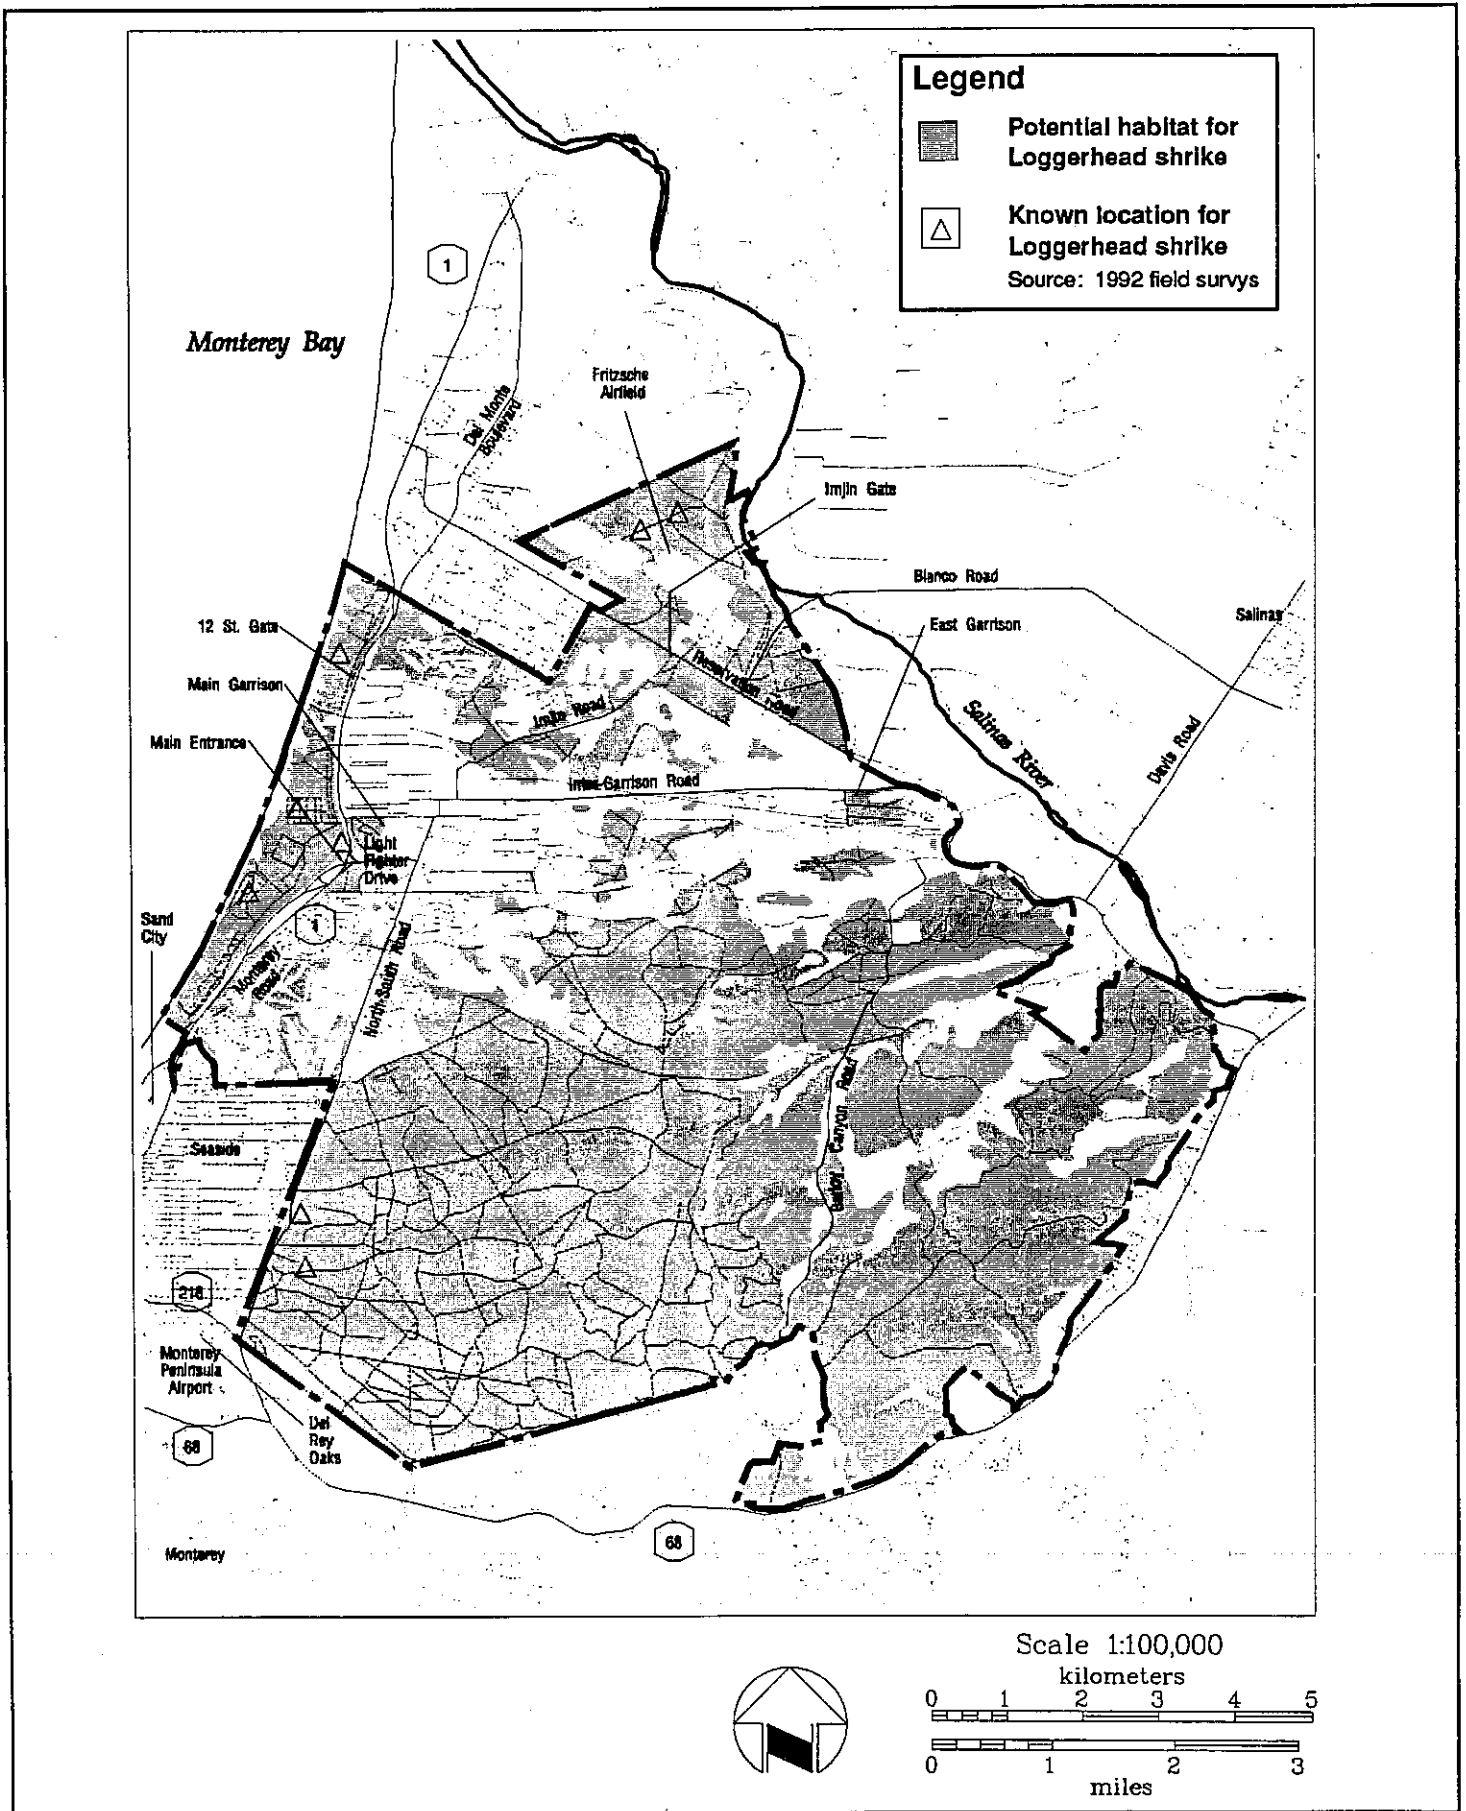 Legend
Potential habitat for
Loggerhead shrike
Known location for
Loggerhead shrike
Source: 1992 field survys
1
Monterey Bay
Fritzsche
Airfield
Del Monte
Boulevard
Imjin Gate
Blanco Road
Salinas
12 St. Gate
East Garrison
Main Garrison
Reservation Road
Imjin Road
Salinas River
Davis Road
Main Entrance
Inter-Garrison Road
Light
Fighter
Drive
Sand
City
1
Monterey
Road
North-South Road
Barloy Canyon Road
Seaside
218
Monterey
Peninsula
Airport
Del
Rey
Oaks
68
68
Monterey
Scale 1:100,000
kilometers
0 1 2 3 4 5
0 1 2 3
miles